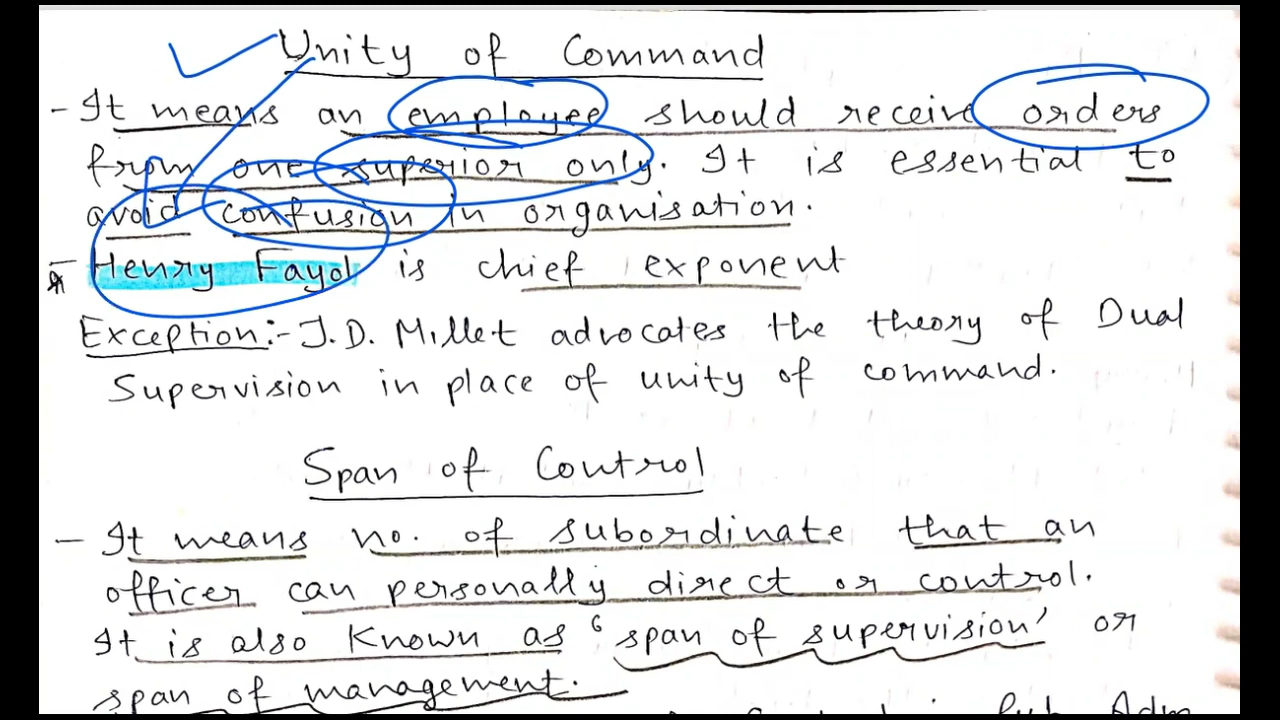 Unity of Command
- It means an employee should receive orders
from one superior only. It is essential to
avoid confusion in organisation.
- Henry Fayol is chief exponent
Exception:- J.D. Millet advocates the theory of Dual
Supervision in place of unity of command.
Span of Control
- It means no. of subordinate that an
officer can personally direct or control.
It is also known as 'span of supervision' or
span of management.
Pub Adm